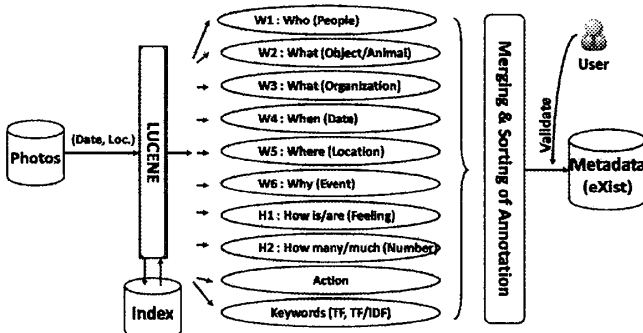 Photos
(Date, Loc.)
LUCENE
Index
W1 : Who (People)
W2 : What (Object/Animal)
W3 : What (Organization)
W4 : When (Date)
W5 : Where (Location)
W6 : Why (Event)
H1 : How is/are (Feeling)
H2 : How many/much (Number)
Action
Keywords (TF, TF/IDF)
Merging & Sorting of Annotation
Validate
User
Metadata
(eXist)